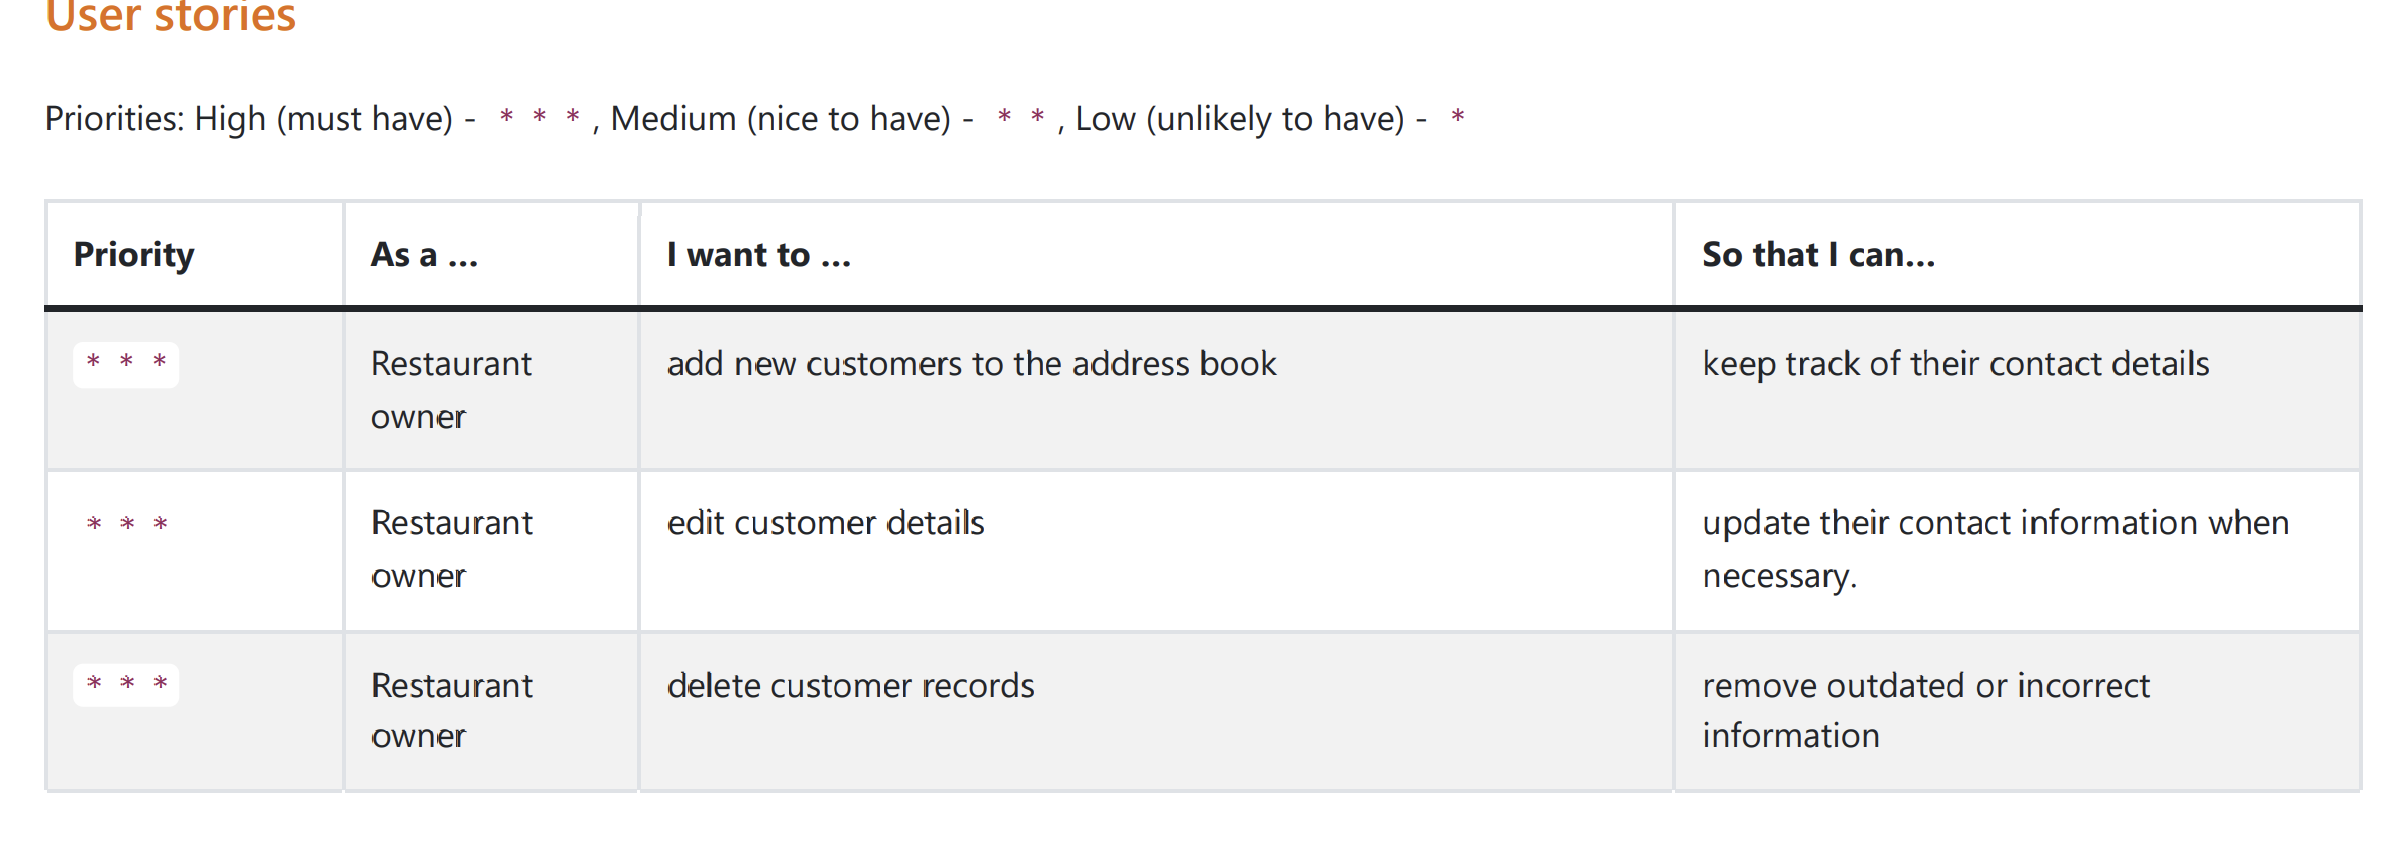 User stories
Priorities: High (must have) - * * *, Medium (nice to have) - * *, Low (unlikely to have) - *
Priority As a ... I want to ... So that I can...
* * * Restaurant add new customers to the address book keep track of their contact details
owner
* * * Restaurant edit customer details update their contact information when
owner necessary.
* * * Restaurant delete customer records remove outdated or incorrect
owner information